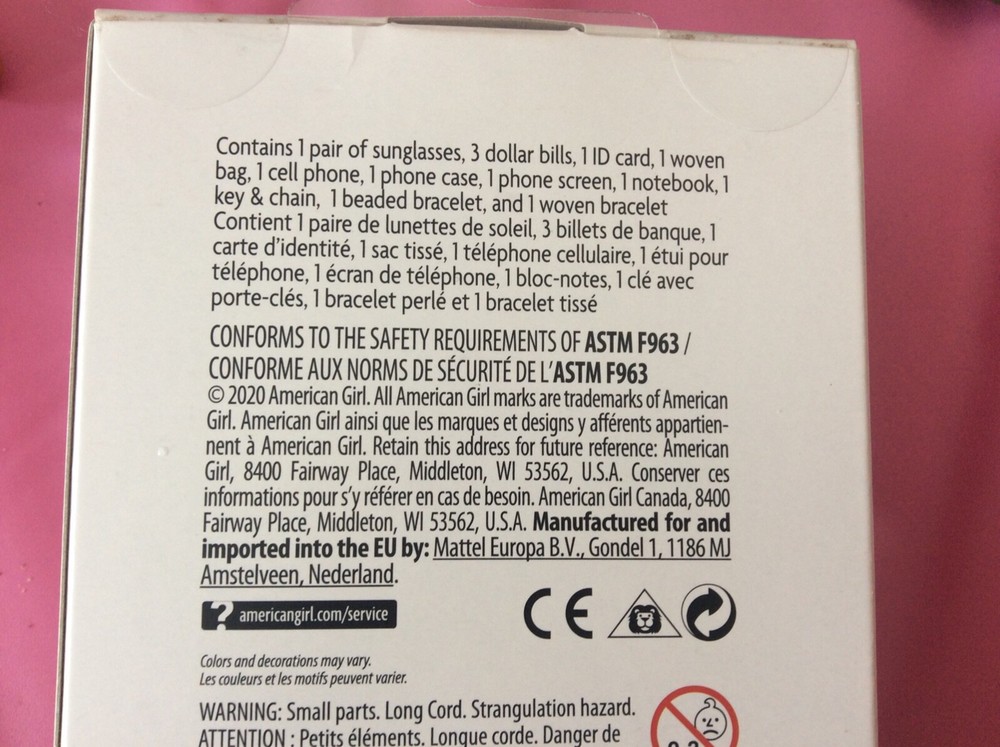 Contains 1 pair of sunglasses, 3 dollar bills, 1 ID card, 1 woven
bag, 1 cell phone, 1 phone case, 1 phone screen, 1 notebook, 1
key & chain, 1 beaded bracelet, and 1 woven bracelet
Contient 1 paire de lunettes de soleil, 3 billets de banque, 1
carte d'identité, 1 sac tissé, 1 téléphone cellulaire, 1 étui pour
téléphone, 1 écran de téléphone, 1 bloc-notes, 1 clé avec
porte-clés, 1 bracelet perlé et 1 bracelet tissé
CONFORMS TO THE SAFETY REQUIREMENTS OF ASTM F963 /
CONFORME AUX NORMS DE SÉCURITÉ DE L'ASTM F963
© 2020 American Girl. All American Girl marks are trademarks of American
Girl. American Girl ainsi que les marques et designs y afférents appartien-
nent à American Girl. Retain this address for future reference: American
Girl, 8400 Fairway Place, Middleton, WI 53562, U.S.A. Conserver ces
informations pour s'y référer en cas de besoin. American Girl Canada, 8400
Fairway Place, Middleton, WI 53562, U.S.A. Manufactured for and
imported into the EU by: Mattel Europa B.V., Gondel 1, 1186 MJ
Amstelveen, Nederland.
? americangirl.com/service
CE
Colors and decorations may vary.
Les couleurs et les motifs peuvent varier.
WARNING: Small parts. Long Cord. Strangulation hazard.
ATTENTION : Petits éléments. Longue corde. Danger de